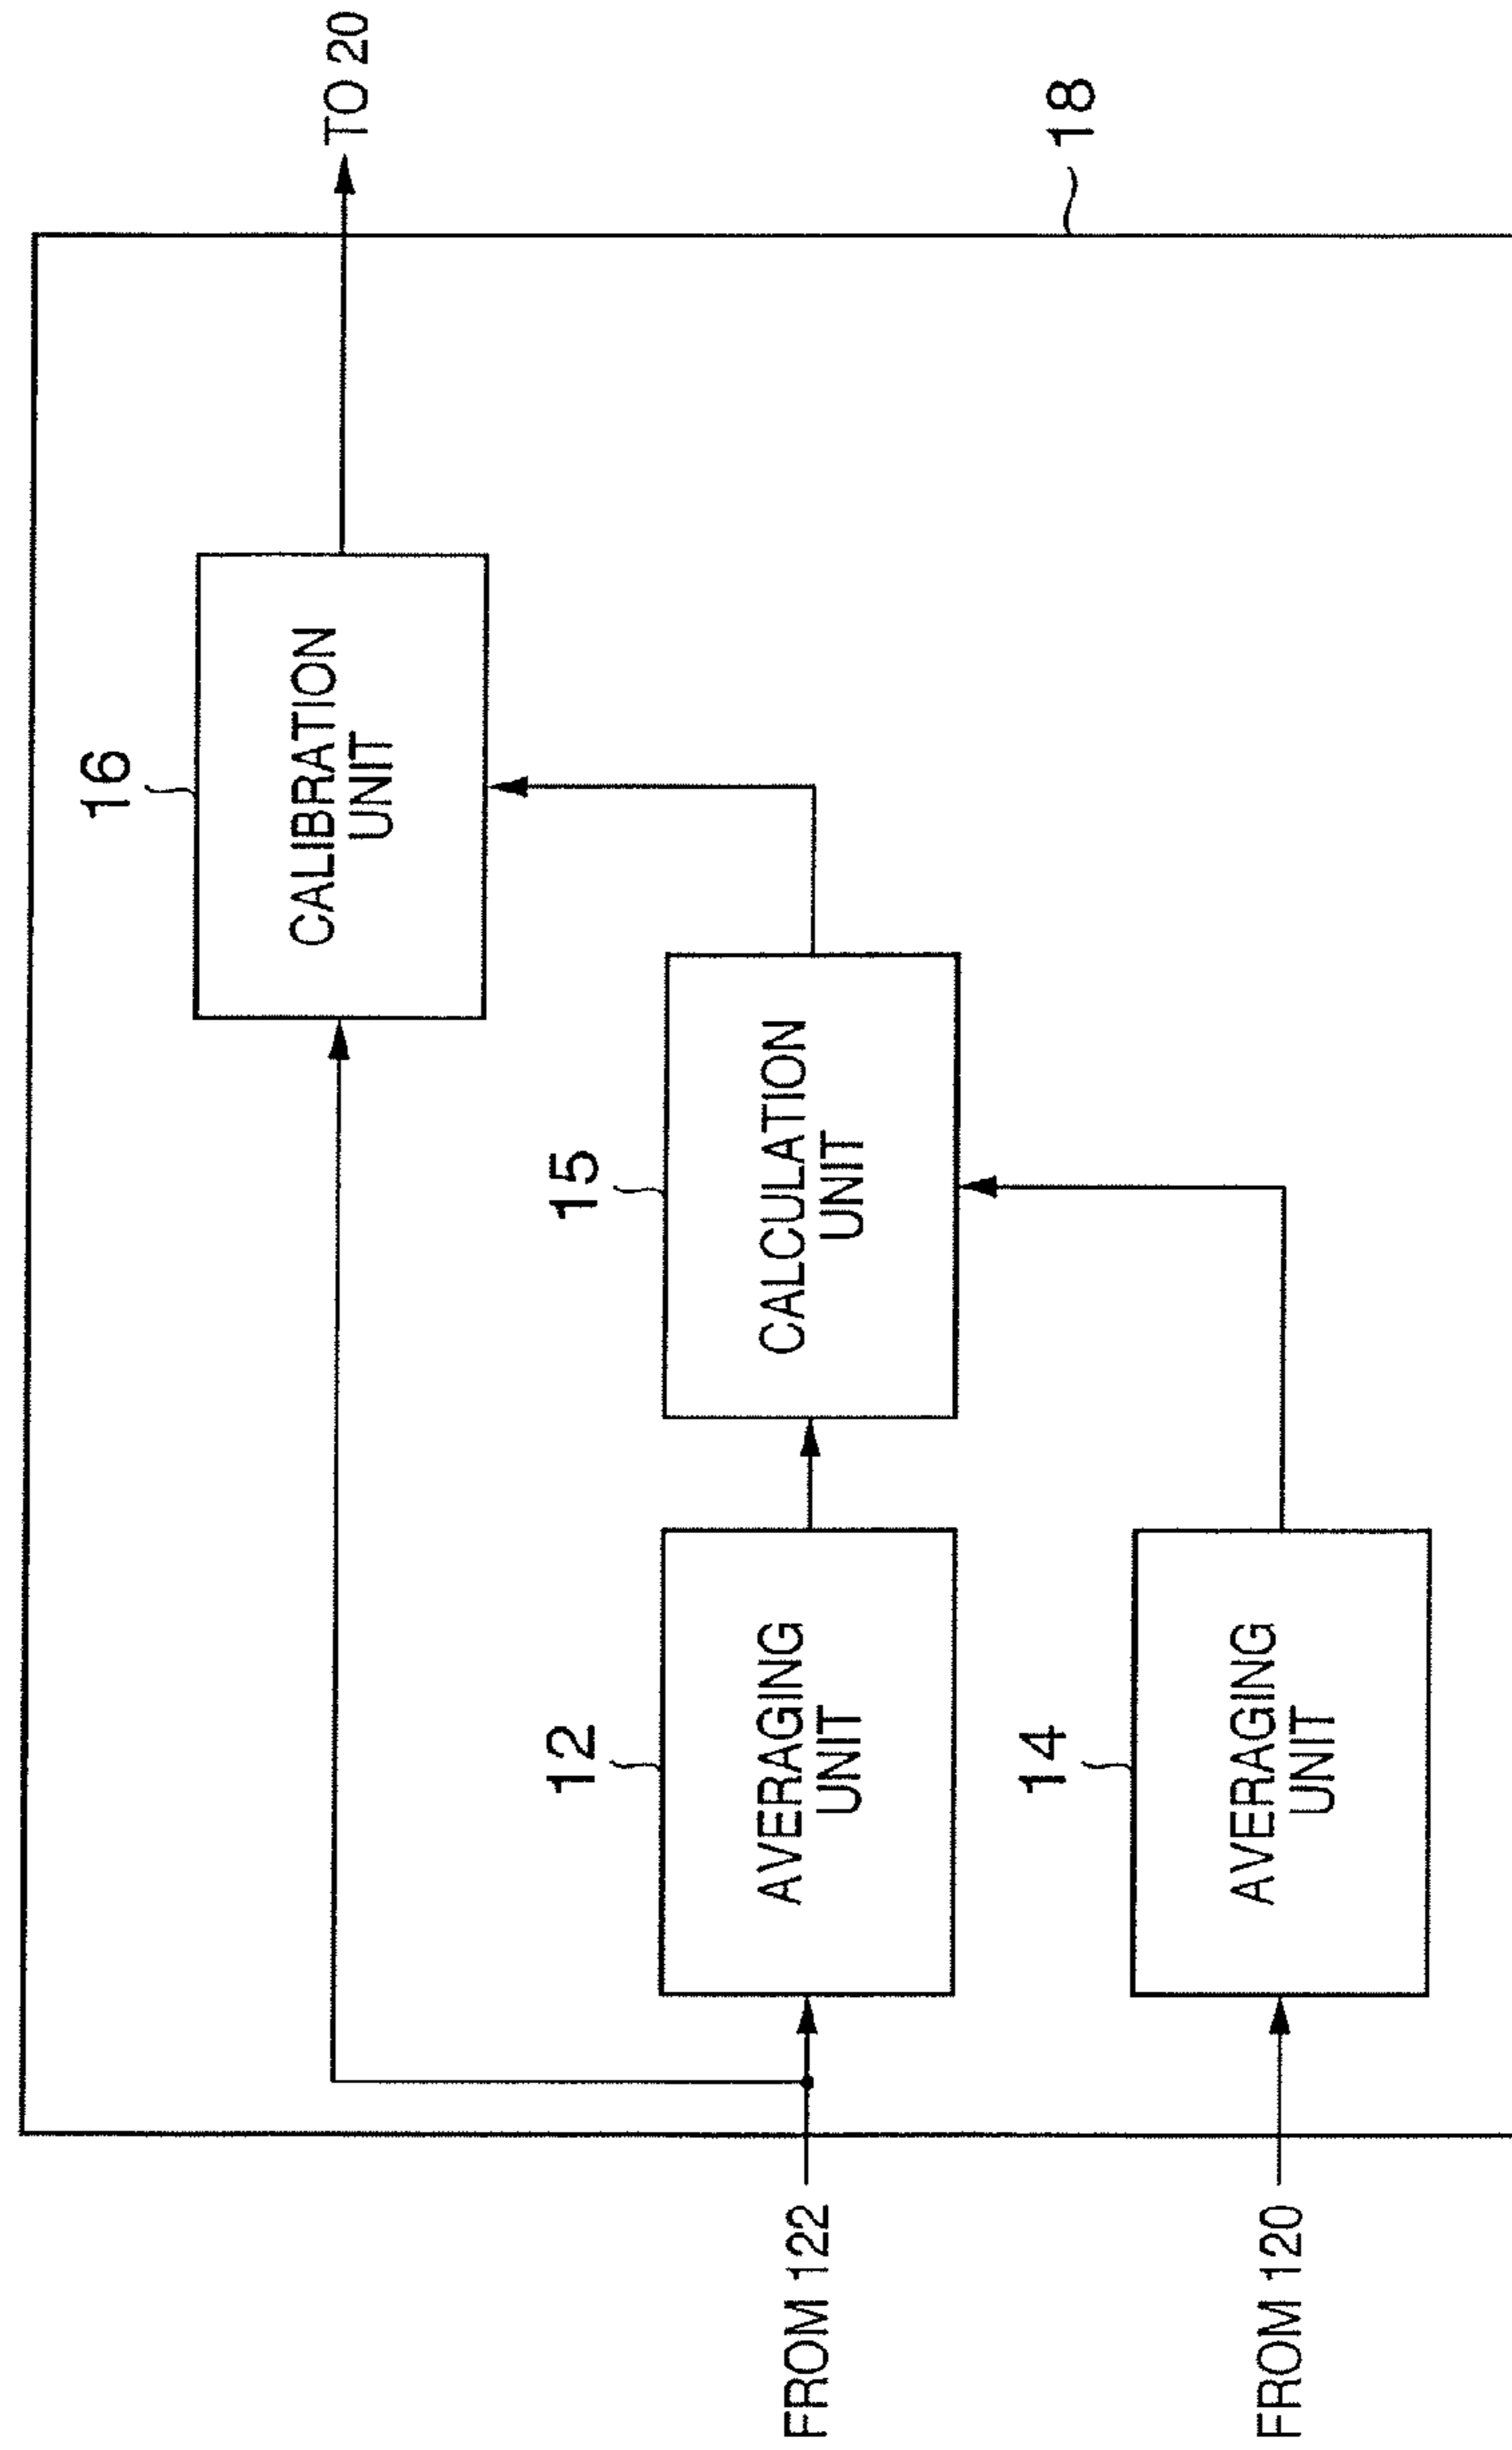 TO 20
18
16
CALIBRATION
UNIT
15
CALCULATION
UNIT
12
AVERAGING
UNIT
14
AVERAGING
UNIT
FROM 122
FROM 120